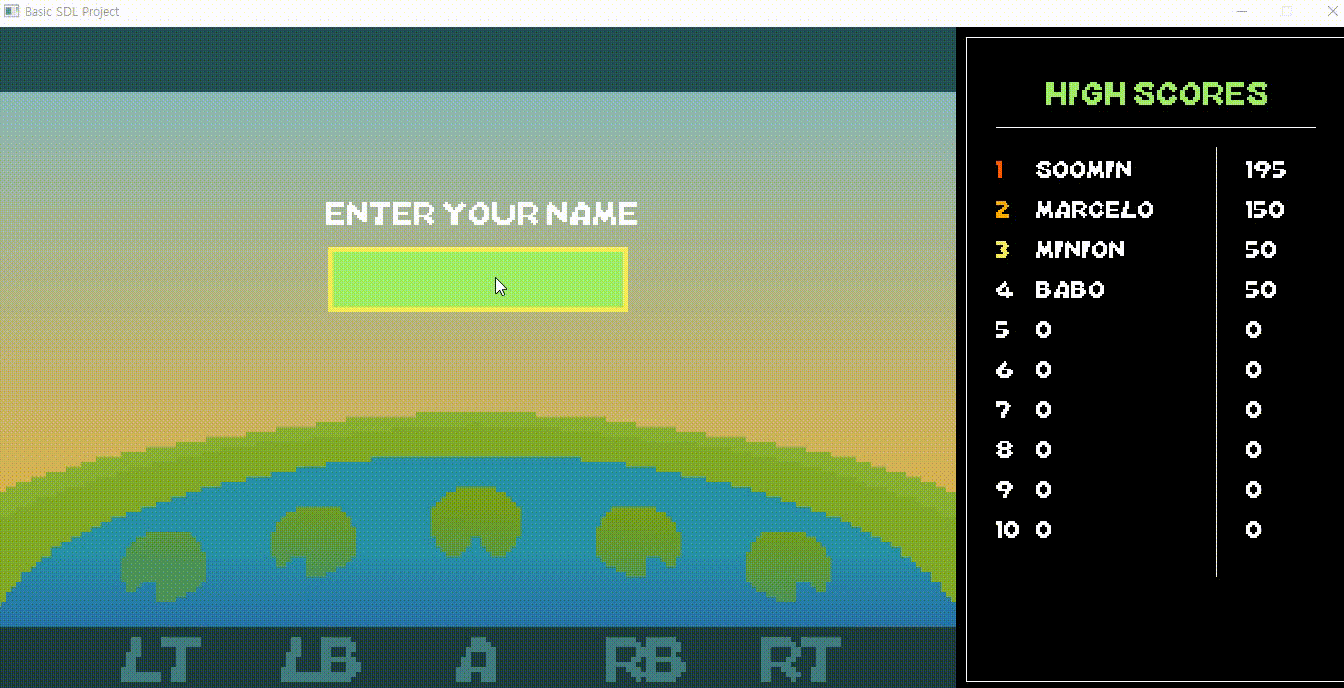 Basic SDL Project
ENTER YOUR NAME
LT LB A RB RT
HIGH SCORES
1 SOOMIN 195
2 MARCELO 150
3 MINION 50
4 BABO 50
5 0 0
6 0 0
7 0 0
8 0 0
9 0 0
10 0 0